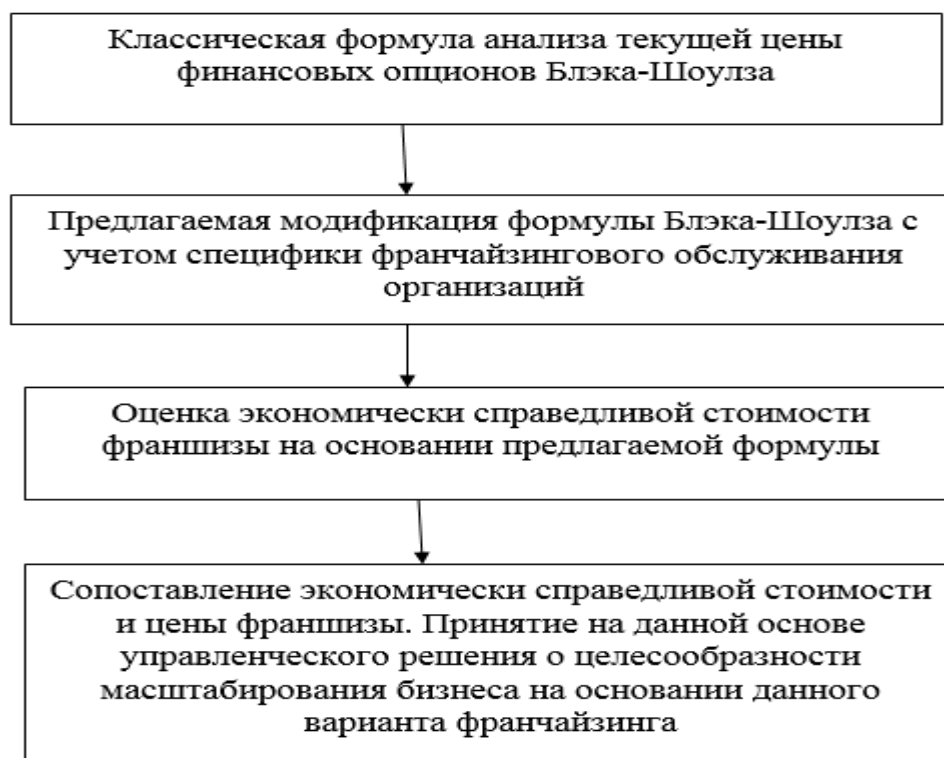 Классическая формула анализа текущей цены
финансовых опционов Блэка-Шоулза
Предлагаемая модификация формулы Блэка-Шоулза с
учетом специфики франчайзингового обслуживания
организаций
Оценка экономически справедливой стоимости
франшизы на основании предлагаемой формулы
Сопоставление экономически справедливой стоимости
и цены франшизы. Принятие на данной основе
управленческого решения о целесообразности
масштабирования бизнеса на основании данного
варианта франчайзинга